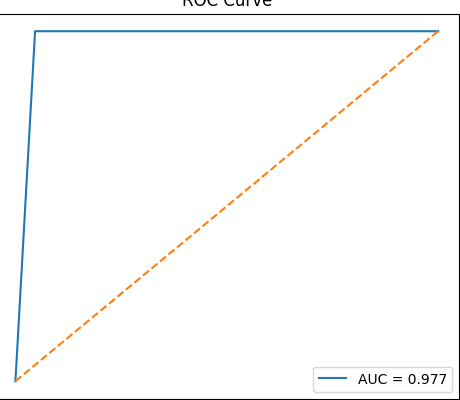 ROC Curve
AUC = 0.977